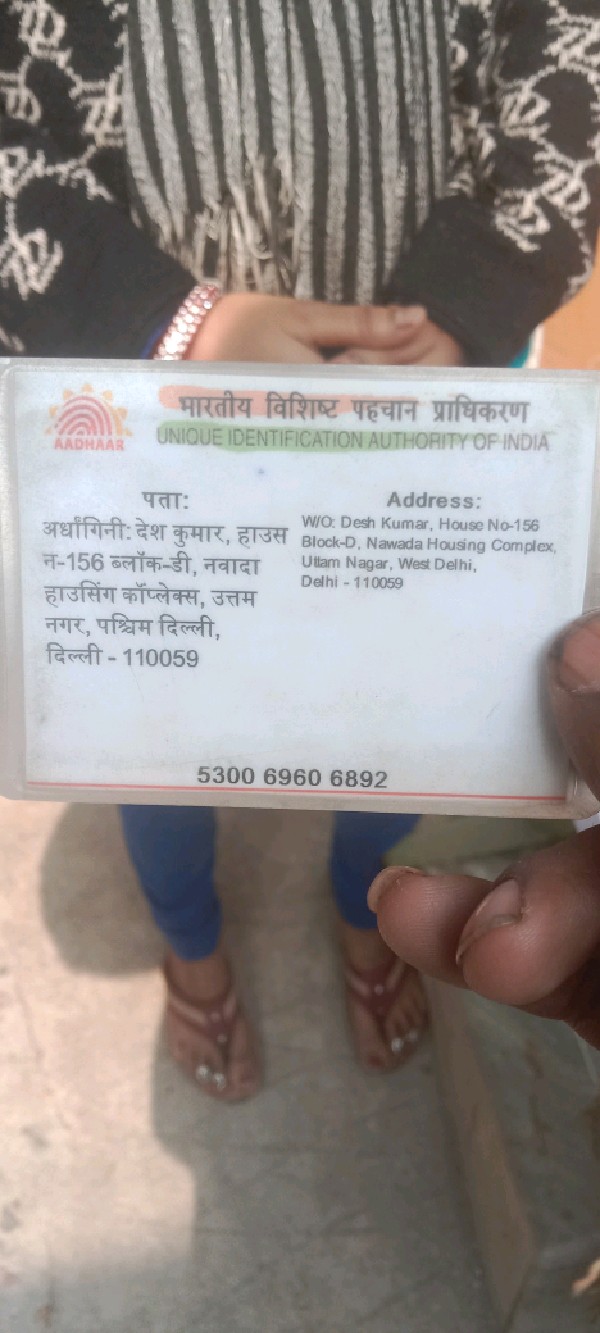 भारतीय विशिष्ट पहचान प्राधिकरण
AADHAAR
UNIQUE IDENTIFICATION AUTHORITY OF INDIA
पता:
अर्धांगिनी: देश कुमार, हाउस
न-156 ब्लॉक-डी, नवादा
हाउसिंग कॉप्लेक्स, उत्तम
नगर, पश्चिम दिल्ली,
दिल्ली - 110059
Address:
W/O: Desh Kumar, House No-156
Block-D, Nawada Housing Complex,
Uttam Nagar, West Delhi,
Delhi - 110059
5300 6960 6892